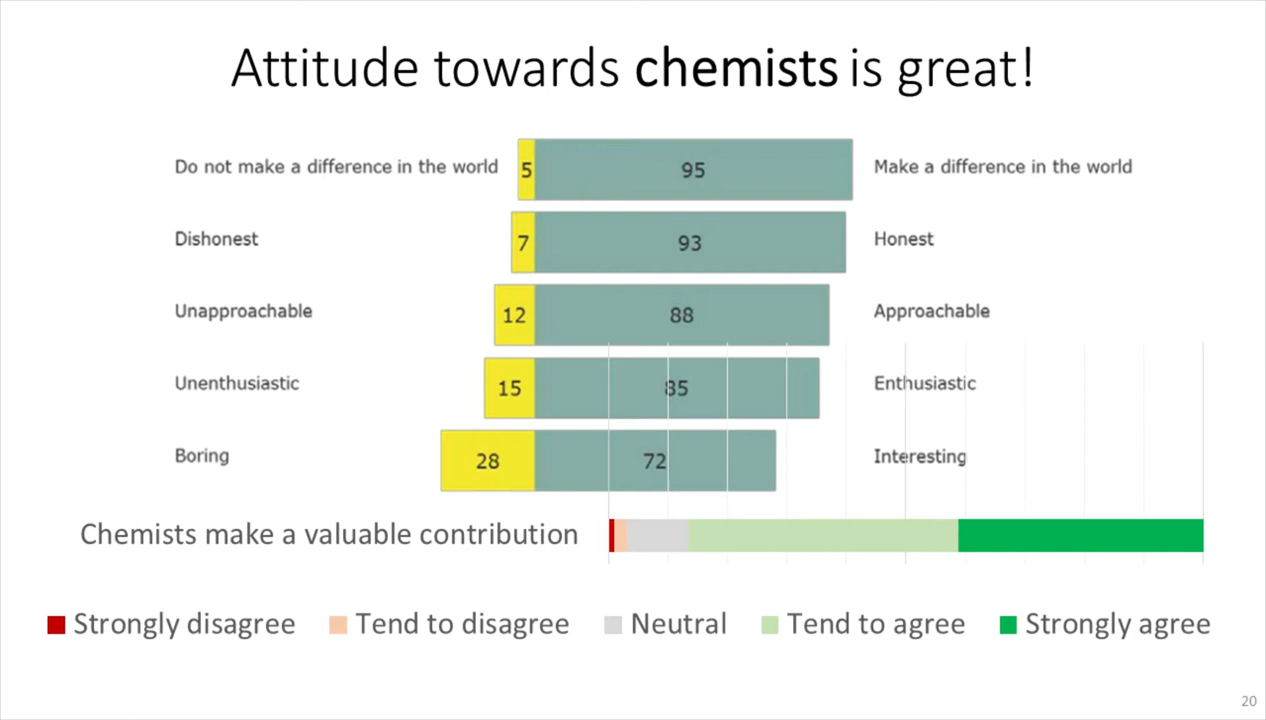 Attitude towards chemists is great!
Do not make a difference in the world 5 95 Make a difference in the world
Dishonest 7 93 Honest
Unapproachable 12 88 Approachable
Unenthusiastic 15 85 Enthusiastic
Boring 28 72 Interesting
Chemists make a valuable contribution
Strongly disagree Tend to disagree Neutral Tend to agree Strongly agree
20